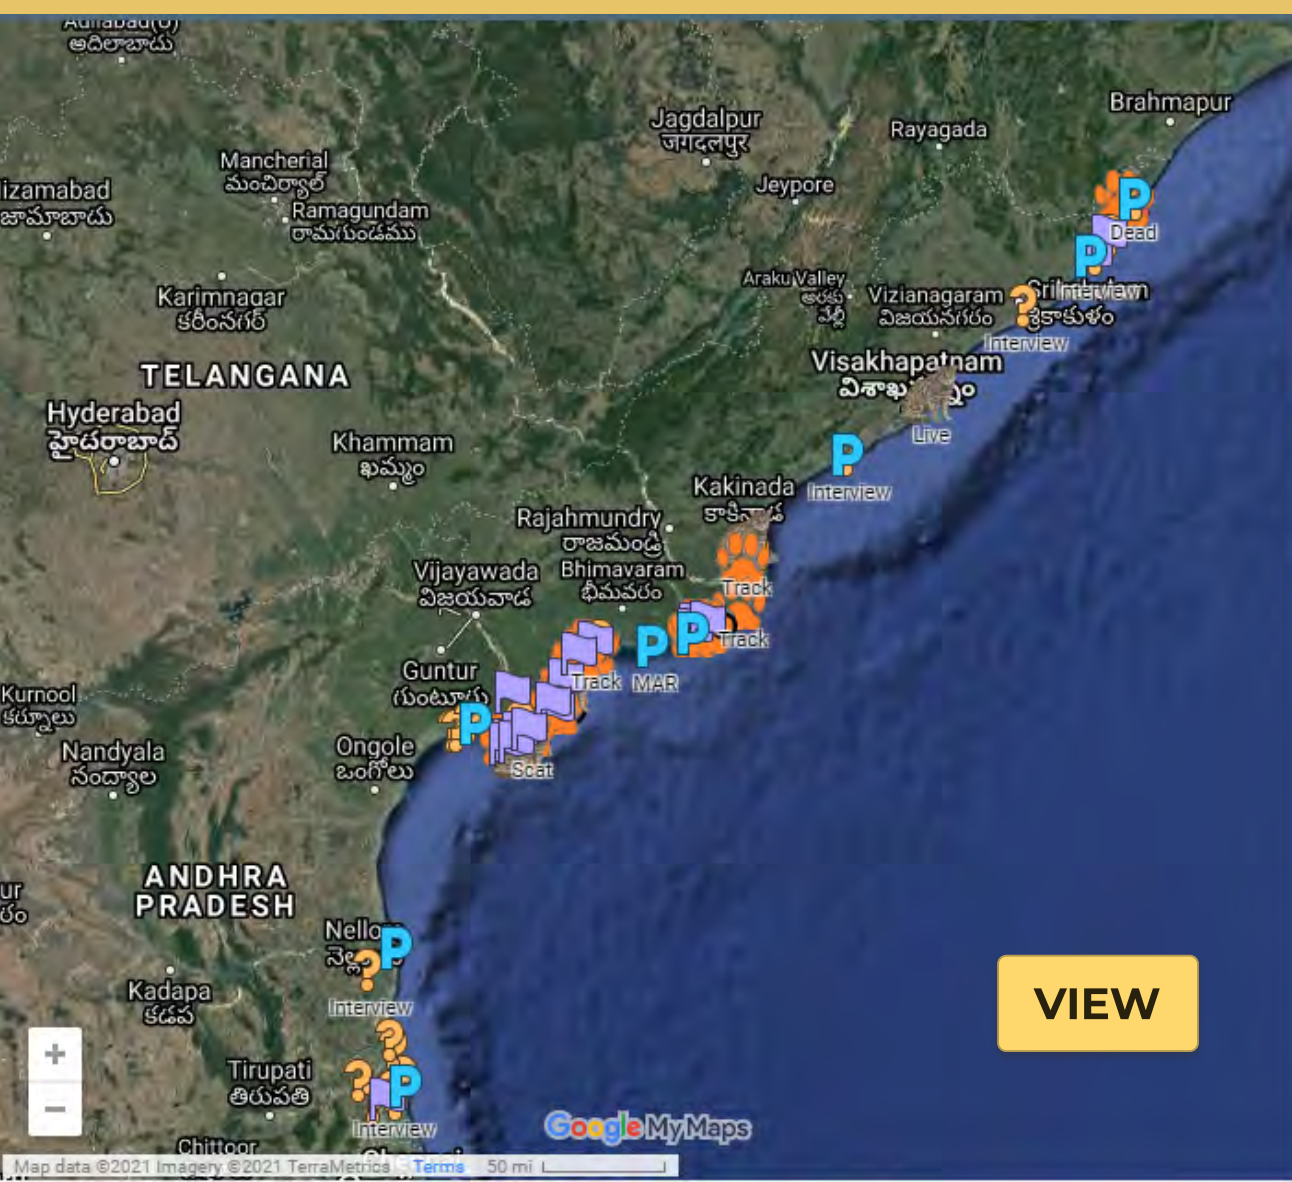 Adilabad(U)
అదిలాబాదు
Brahmapur
Jagdalpur
जगदलपुर
Rayagada
Mancherial
మంచిర్యాల్
Jeypore
Ramagundam
రామగుండము
జామాబాదు
Dead
Karimnagar
కరీంనగర్
Araku Valley
అరకు
వేల్లీ
Vizianagaram
విజయనగరం
Interview
శ్రీకాకుళం
Interview
Visakhapatnam
TELANGANA
Hyderabad
హైదరాబాద్
Live
Khammam
ఖమ్మం
Interview
Kakinada
Rajahmundry
రాజమండ్రి
Vijayawada
విజయవాడ
Bhimavaram
భీమవరం
Track
Track
Guntur
గుంటూరు
Track
MAR
Kurnool
కర్నూలు
Nandyala
నంద్యాల
Ongole
ఒంగోలు
Scat
ANDHRA
PRADESH
Interview
Kadapa
కడప
VIEW
+
−
Tirupati
తిరుపతి
Interview
Google My Maps
Chittoor
Map data ©2021 Imagery ©2021 TerraMetrics
Terms
50 mi